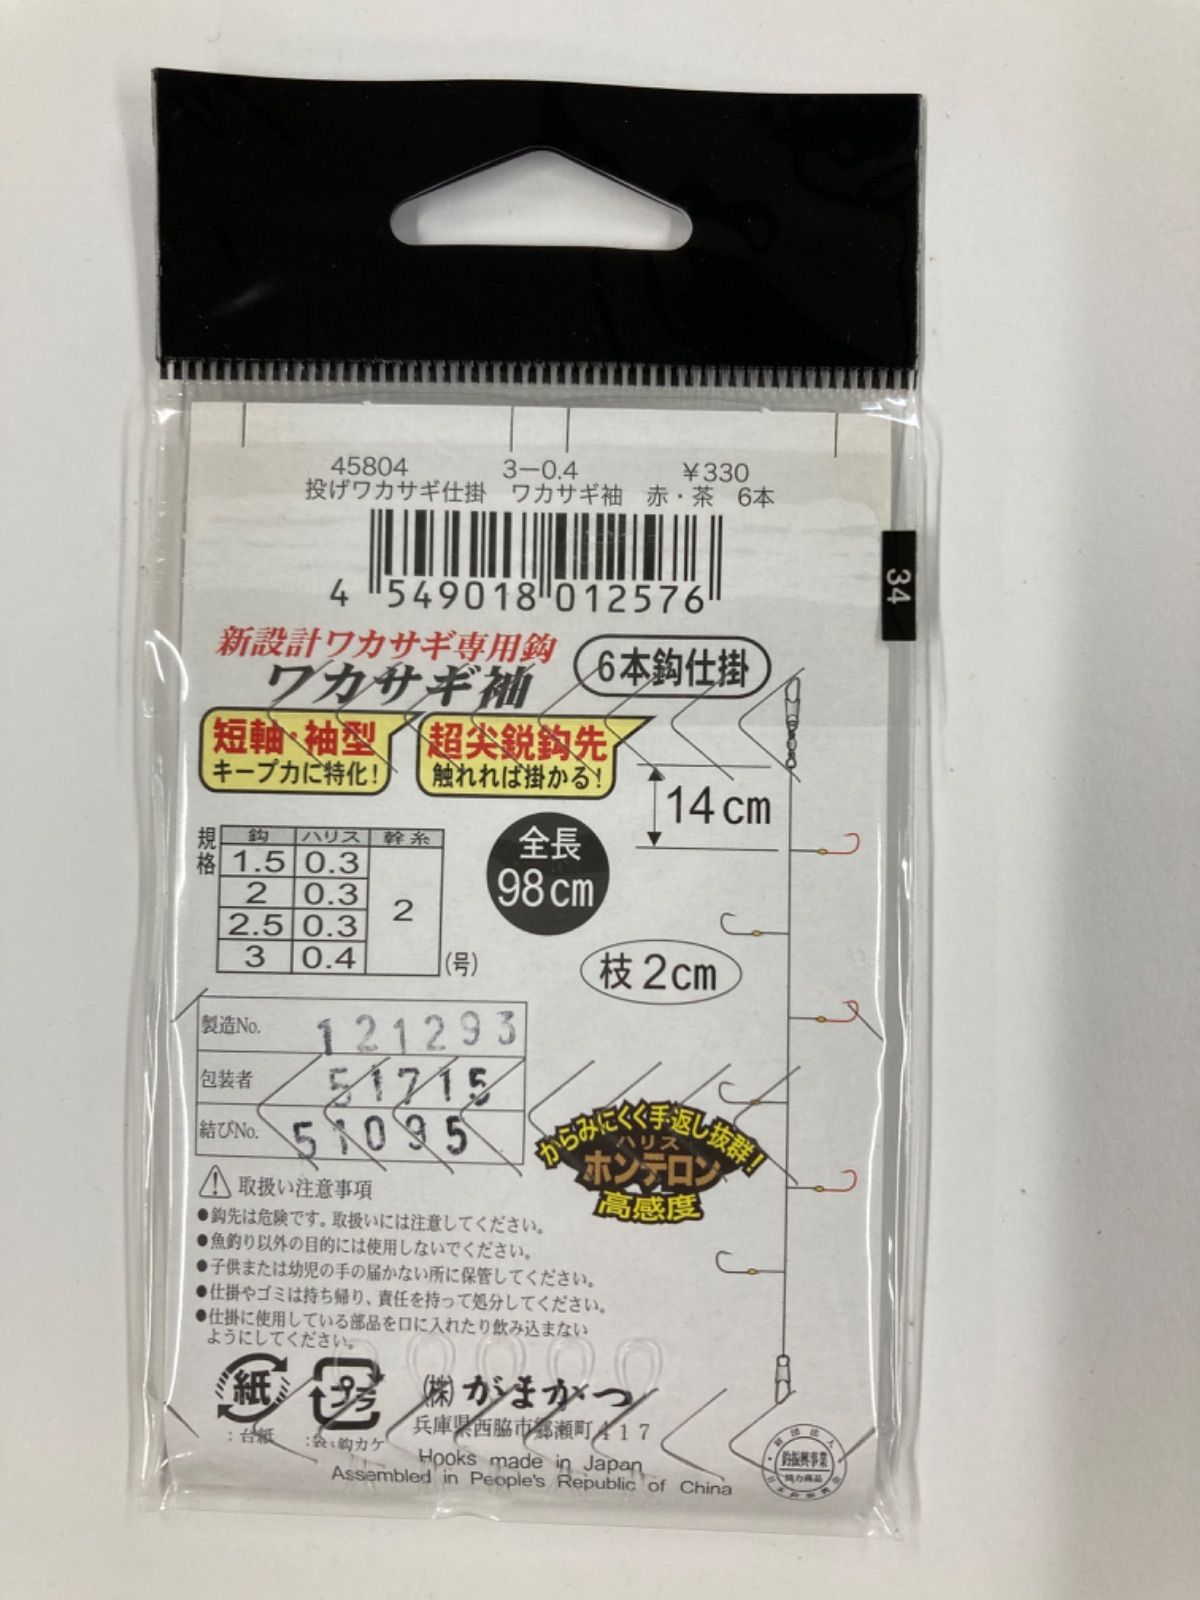 45804 3−0.4 ￥330
投げワカサギ仕掛 ワカサギ袖 赤・茶 6本
4 549018 012576
34
新設計ワカサギ専用鈎
ワカサギ袖
6本鈎仕掛
短軸・袖型
キープ力に特化!
超尖鋭鈎先
触れれば掛かる!
14cm
規格
鈎 ハリス 幹糸
1.5 0.3
2 0.3
2.5 0.3
3 0.4
2
(号)
全長
98cm
枝2cm
製造No. 121293
包装者 51715
結びNo. 51095
からみにくく手返し抜群!
ハリス
ホンテロン
高感度
取扱い注意事項
●鈎先は危険です。取扱いには注意してください。
●魚釣り以外の目的には使用しないでください。
●子供または幼児の手の届かない所に保管してください。
●仕掛やゴミは持ち帰り、責任を持って処分してください。
●仕掛に使用している部品を口に入れたり飲み込まない
ようにしてください。
紙
:台紙
プラ
:袋・鈎カケ
㈱がまかつ
兵庫県西脇市郷瀬町417
Hooks made in Japan
Assembled in People's Republic of China
財団法人
釣振興事業
協力商品